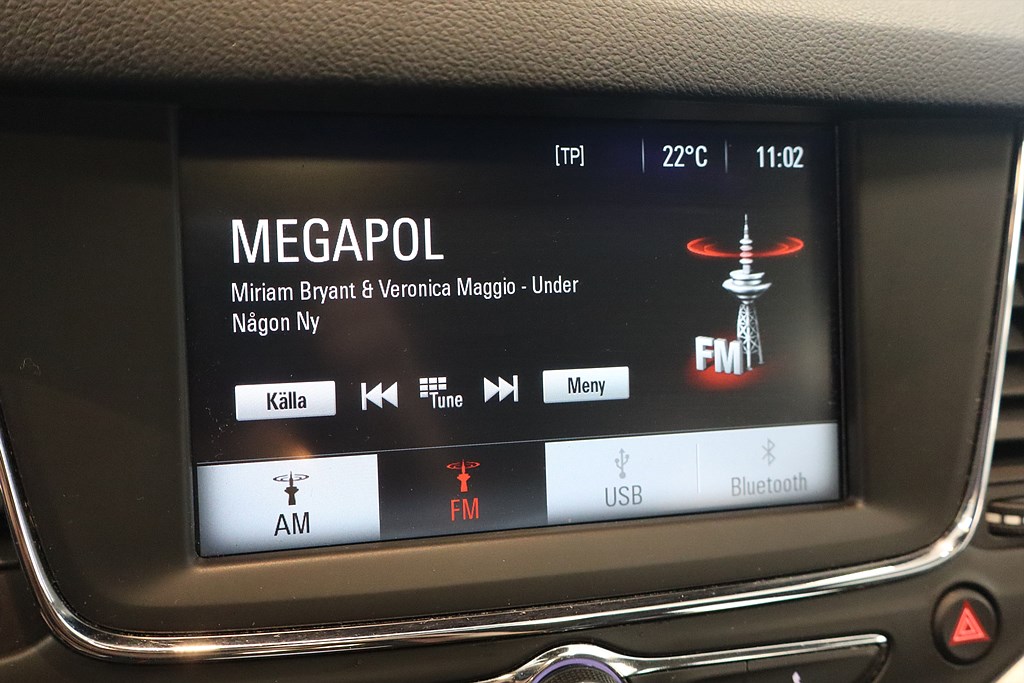 [TP] 22°C 11:02
MEGAPOL
Miriam Bryant & Veronica Maggio - Under
Någon Ny
FM
Källa Tune Meny
AM FM USB Bluetooth